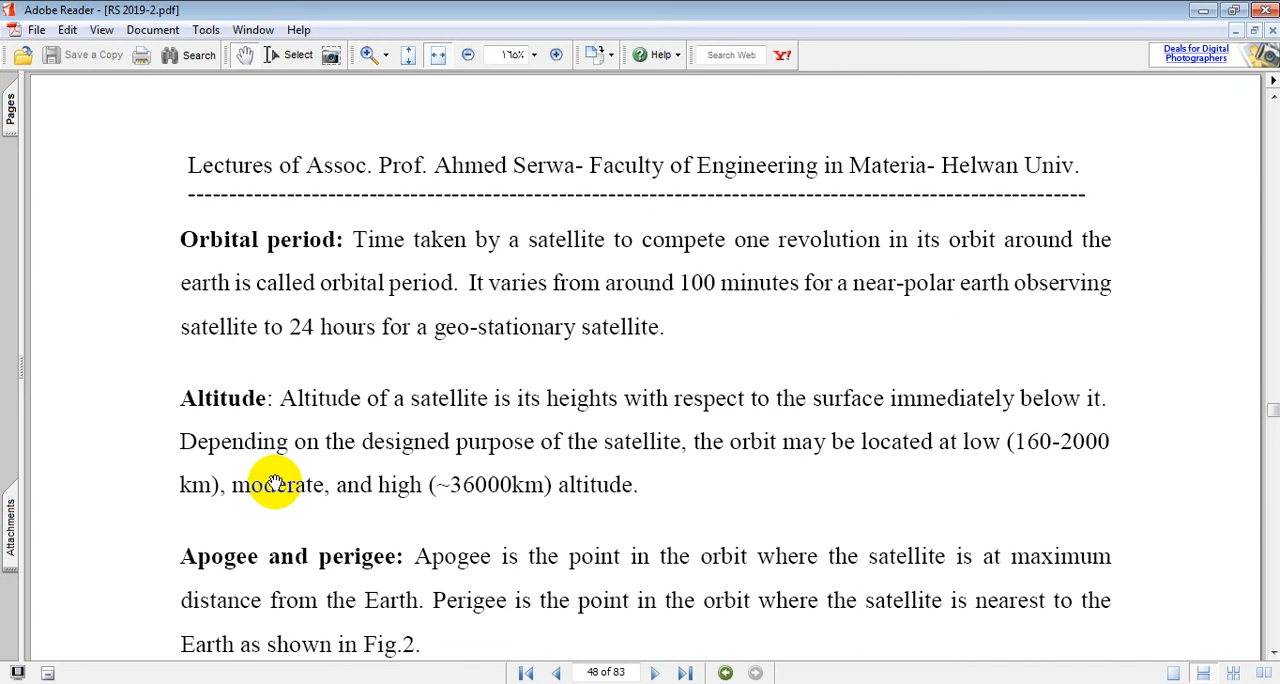 Adobe Reader - [RS 2019-2.pdf]
File Edit View Document Tools Window Help
Save a Copy Search Select ١٦٥% Help Search Web Y!
Deals for Digital
Photographers
Pages
Lectures of Assoc. Prof. Ahmed Serwa- Faculty of Engineering in Materia- Helwan Univ.
--------------------------------------------------------------------------------------------------------------
Orbital period: Time taken by a satellite to compete one revolution in its orbit around the
earth is called orbital period. It varies from around 100 minutes for a near-polar earth observing
satellite to 24 hours for a geo-stationary satellite.
Altitude: Altitude of a satellite is its heights with respect to the surface immediately below it.
Depending on the designed purpose of the satellite, the orbit may be located at low (160-2000
km), moderate, and high (~36000km) altitude.
Attachments
Apogee and perigee: Apogee is the point in the orbit where the satellite is at maximum
distance from the Earth. Perigee is the point in the orbit where the satellite is nearest to the
Earth as shown in Fig.2.
48 of 83